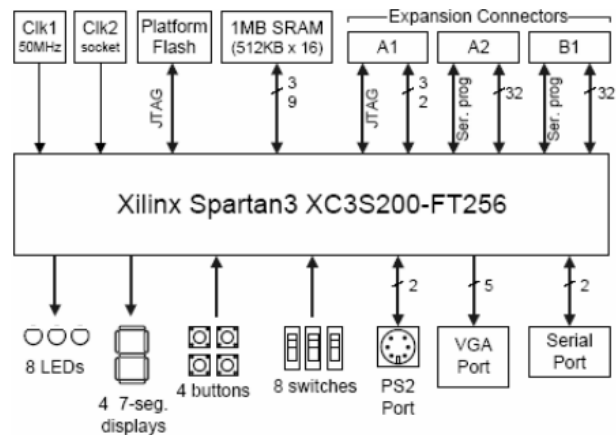 Expansion Connectors
Clk1
50MHz
Clk2
socket
Platform
Flash
1MB SRAM
(512KB x 16)
A1
A2
B1
JTAG
3
9
JTAG
3
2
Ser. prog
32
Ser. prog
32
Xilinx Spartan3 XC3S200-FT256
2
5
2
8 LEDs
4 7-seg.
displays
4 buttons
8 switches
PS2
Port
VGA
Port
Serial
Port